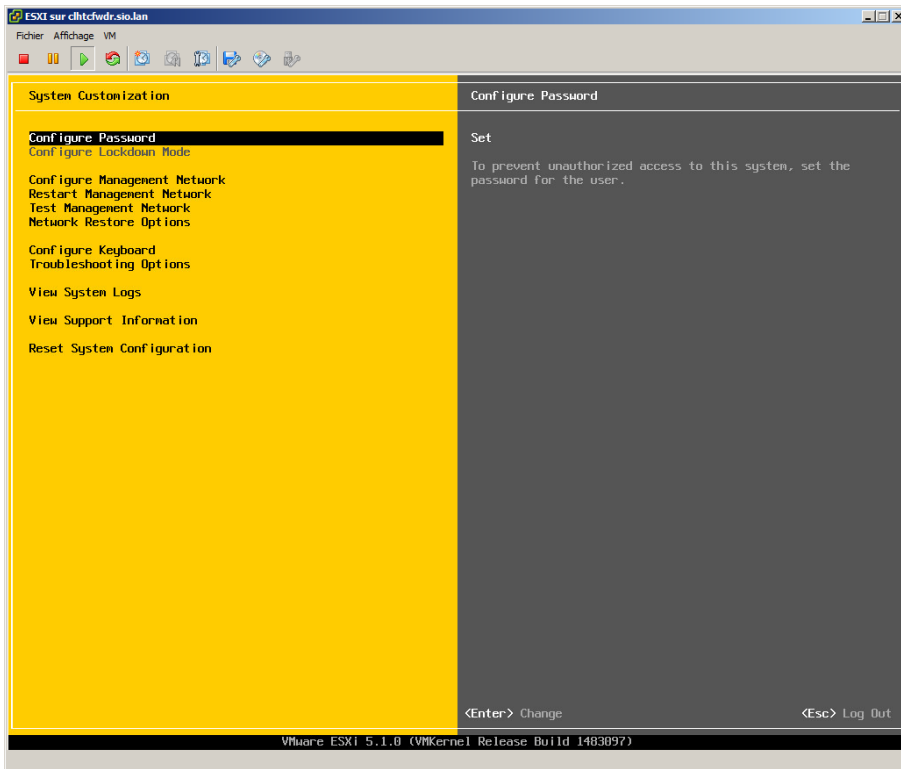 ESXI sur clhtcfwdr.sio.lan
Fichier Affichage VM
System Customization
Configure Password
Configure Lockdown Mode
Configure Management Network
Restart Management Network
Test Management Network
Network Restore Options
Configure Keyboard
Troubleshooting Options
View System Logs
View Support Information
Reset System Configuration
Configure Password
Set
To prevent unauthorized access to this system, set the
password for the user.
<Enter> Change <Esc> Log Out
VMware ESXi 5.1.0 (VMKernel Release Build 1483097)